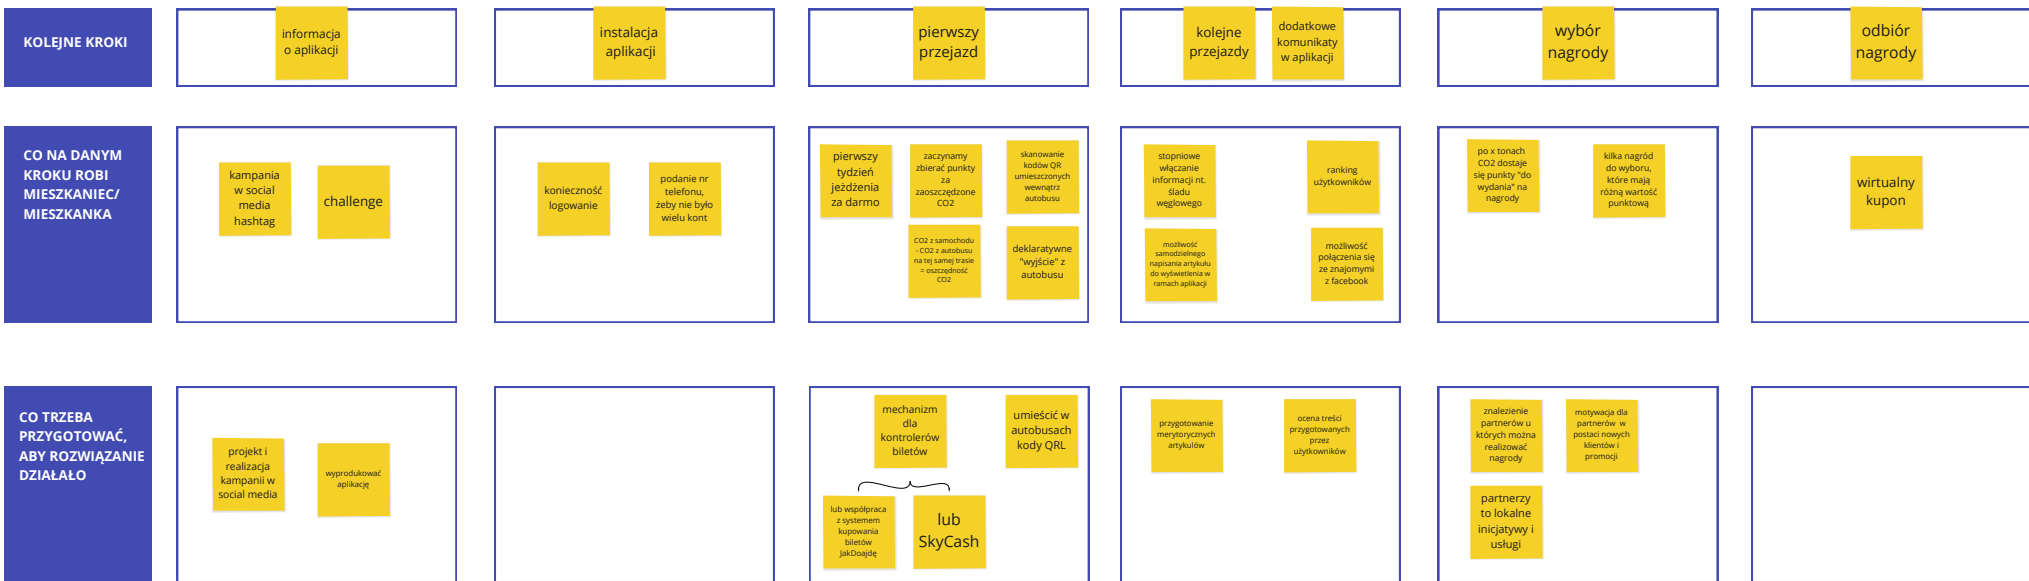 KOLEJNE KROKI
informacja
o aplikacji
instalacja
aplikacji
pierwszy
przejazd
kolejne
przejazdy
dodatkowe
komunikaty
w aplikacji
wybór
nagrody
odbiór
nagrody
CO NA DANYM
KROKU ROBI
MIESZKANIEC/
MIESZKANKA
kampania
w social
media
hashtag
challenge
konieczność
logowanie
podanie nr
telefonu,
żeby nie było
wielu kont
pierwszy
tydzień
jeżdżenia
za darmo
zaczynamy
zbierać punkty
za
zaoszczędzone
CO2
skanowanie
kodów QR
umieszczonych
wewnątrz
autobusu
CO2 z samochodu
- CO2 z autobusu
na tej samej trasie
= oszczędność
CO2
deklaratywne
"wyjście" z
autobusu
stopniowe
włączanie
informacji nt.
śladu
węglowego
ranking
użytkowników
możliwość
samodzielnego
napisania artykułu
do wyświetlenia w
ramach aplikacji
możliwość
połączenia się
ze znajomymi
z facebook
po x tonach
CO2 dostaje
się punkty "do
wydania" na
nagrody
kilka nagród
do wyboru,
które mają
różną wartość
punktową
wirtualny
kupon
CO TRZEBA
PRZYGOTOWAĆ,
ABY ROZWIĄZANIE
DZIAŁAŁO
projekt i
realizacja
kampanii w
social media
wyprodukować
aplikację
mechanizm
dla
kontrolerów
biletów
umieścić w
autobusach
kody QRL
lub współpraca
z systemem
kupowania
biletów
JakDoajdę
lub
SkyCash
przygotowanie
merytorycznych
artykulów
ocena treści
przygotowanych
przez
użytkowników
znalezienie
partnerów u
których można
realizować
nagrody
motywacja dla
partnerów w
postaci nowych
klientów i
promocji
partnerzy
to lokalne
inicjatywy i
usługi